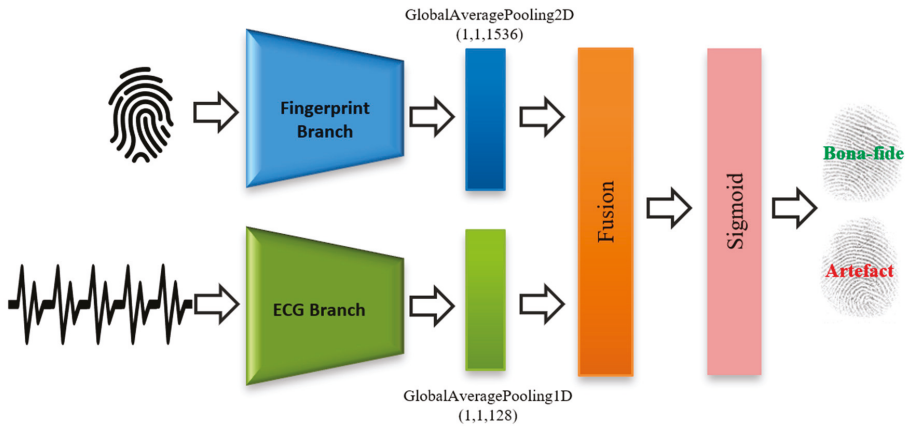 GlobalAveragePooling2D
(1,1,1536)
Fingerprint
Branch
Fusion
Sigmoid
Bona-fide
Artefact
ECG Branch
GlobalAveragePooling1D
(1,1,128)